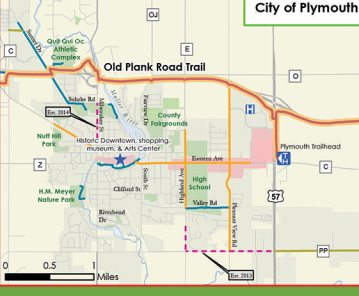 City of Plymouth
OJ
C
Sunset Dr
Quit Qui Oc
Athletic
Complex
E
Old Plank Road Trail
O
Suhrke Rd
Mullet River
Est. 2014
Milwaukee St
Fairview Dr
County
Fairgrounds
H
Nutt Hill
Park
Historic Downtown, shopping,
museum, & Arts Center
Plymouth Trailhead
T
H
Z
Eastern Ave
C
South St
Highland Ave
High
School
Clifford St
H.M. Meyer
Nature Park
57
Riverbend
Dr
Valley Rd
Pleasant View Rd
PP
0 0.5 1
Miles
Est. 2013